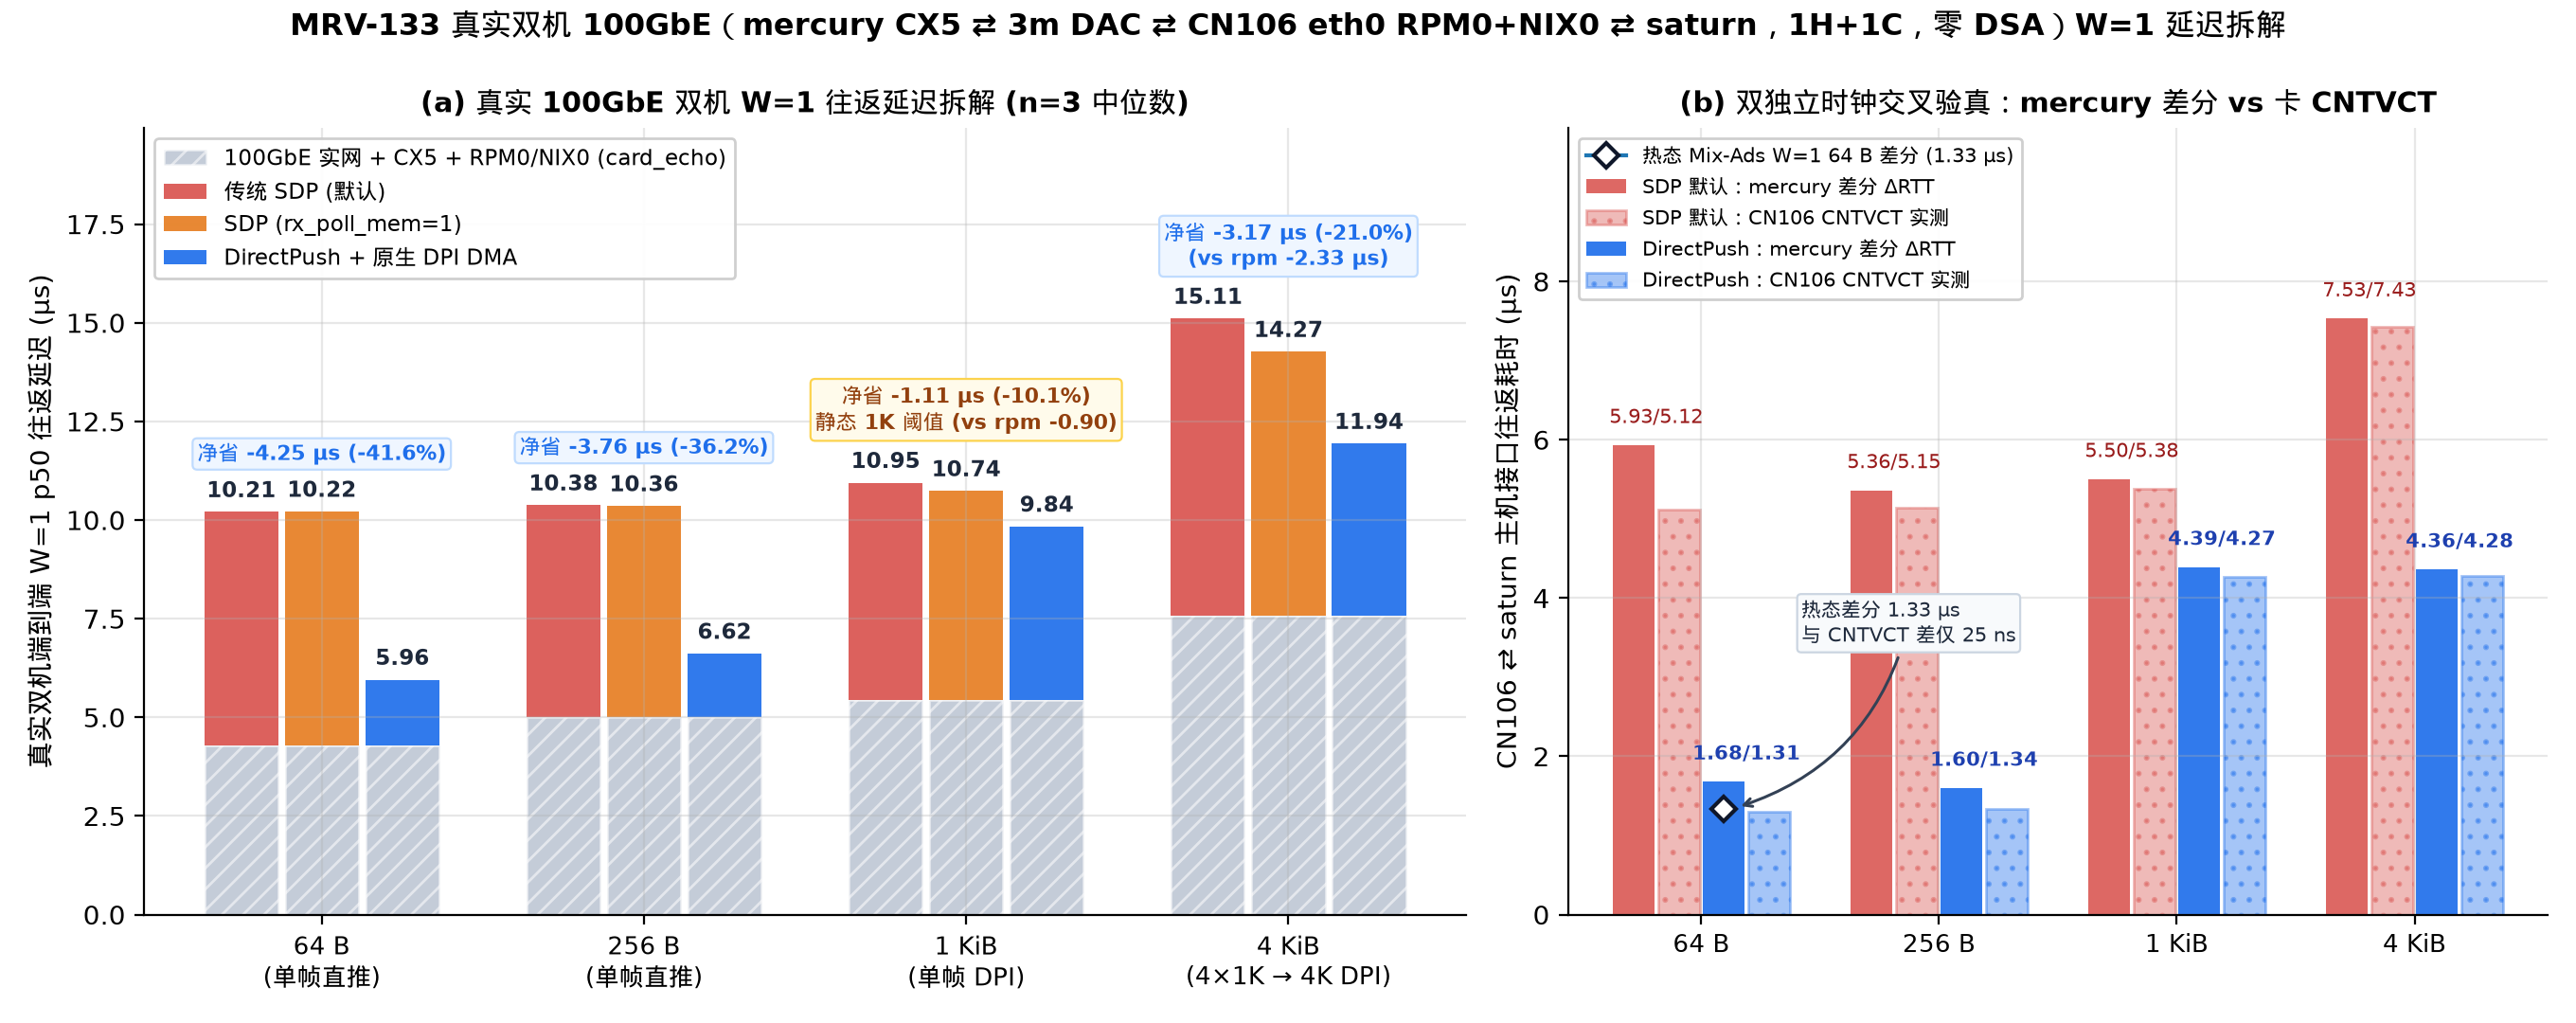 MRV-133 真实双机 100GbE（mercury CX5 ⇄ 3m DAC ⇄ CN106 eth0 RPM0+NIX0 ⇄ saturn，1H+1C，零 DSA）W=1 延迟拆解
(a) 真实 100GbE 双机 W=1 往返延迟拆解 (n=3 中位数)
真实双机端到端 W=1 p50 往返延迟 (μs)
17.5
15.0
12.5
10.0
7.5
5.0
2.5
0.0
100GbE 实网 + CX5 + RPM0/NIX0 (card_echo)
传统 SDP (默认)
SDP (rx_poll_mem=1)
DirectPush + 原生 DPI DMA
净省 -4.25 μs (-41.6%)
10.21 10.22
5.96
净省 -3.76 μs (-36.2%)
10.38 10.36
6.62
净省 -1.11 μs (-10.1%)
静态 1K 阈值 (vs rpm -0.90)
10.95 10.74
9.84
净省 -3.17 μs (-21.0%)
(vs rpm -2.33 μs)
15.11
14.27
11.94
64 B
(单帧直推)
256 B
(单帧直推)
1 KiB
(单帧 DPI)
4 KiB
(4×1K → 4K DPI)
(b) 双独立时钟交叉验真：mercury 差分 vs 卡 CNTVCT
CN106 ⇄ saturn 主机接口往返耗时 (μs)
8
6
4
2
0
热态 Mix-Ads W=1 64 B 差分 (1.33 μs)
SDP 默认：mercury 差分 ΔRTT
SDP 默认：CN106 CNTVCT 实测
DirectPush：mercury 差分 ΔRTT
DirectPush：CN106 CNTVCT 实测
5.93/5.12
1.68/1.31
5.36/5.15
1.60/1.34
5.50/5.38
4.39/4.27
7.53/7.43
4.36/4.28
热态差分 1.33 μs
与 CNTVCT 差仅 25 ns
64 B
256 B
1 KiB
4 KiB